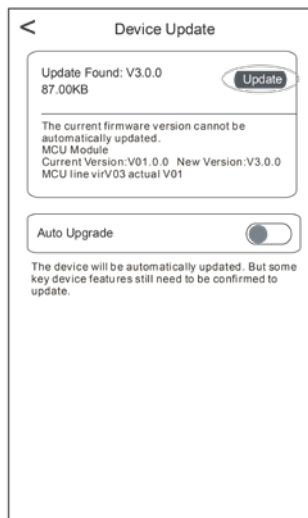 < Device Update
Update Found: V3.0.0
Update
87.00KB
The current firmware version cannot be
automatically updated.
MCU Module
Current Version:V01.0.0 New Version:V3.0.0
MCU line virV03 actual V01
Auto Upgrade
The device will be automatically updated. But some
key device features still need to be confirmed to
update.